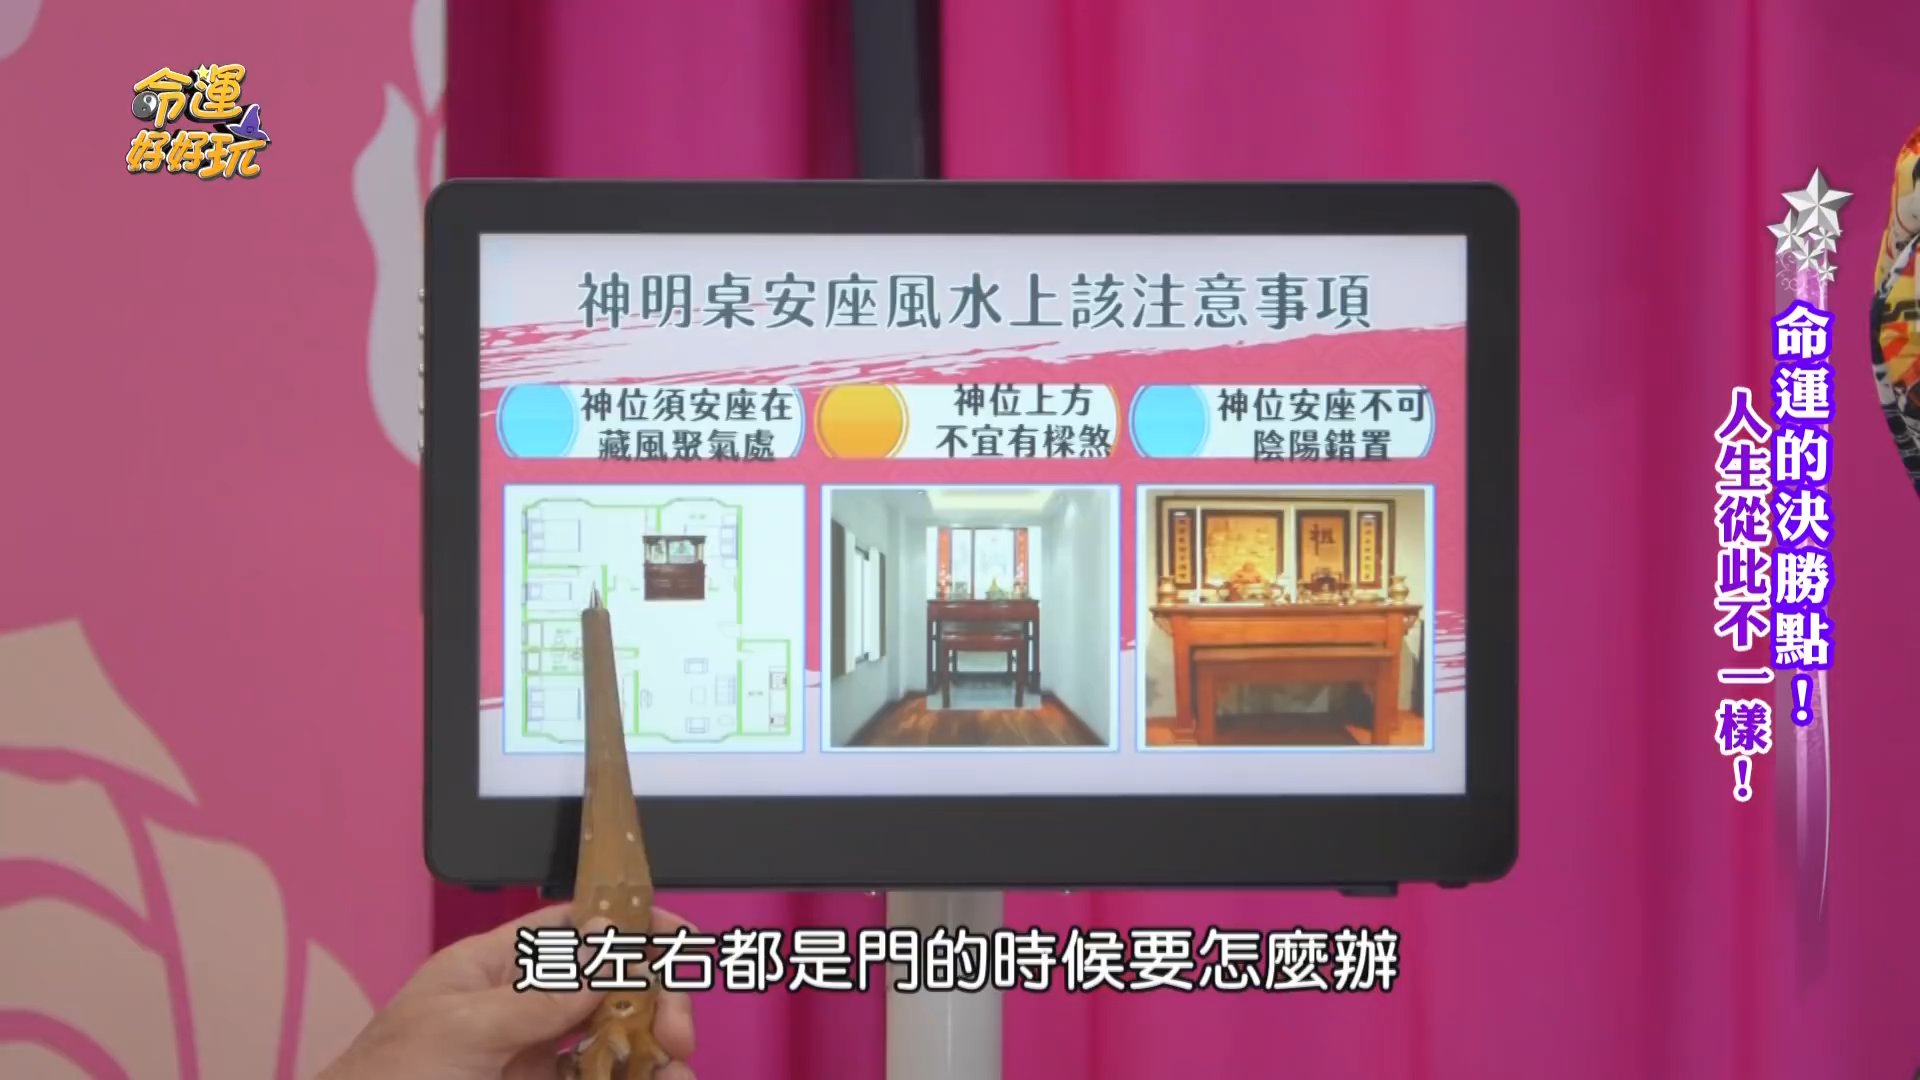 命運
好好玩
神明桌安座風水上該注意事項
神位須安座在
藏風聚氣處
神位上方
不宜有樑煞
神位安座不可
陰陽錯置
祖
命運的決勝點！
人生從此不一樣！
這左右都是門的時候要怎麼辦